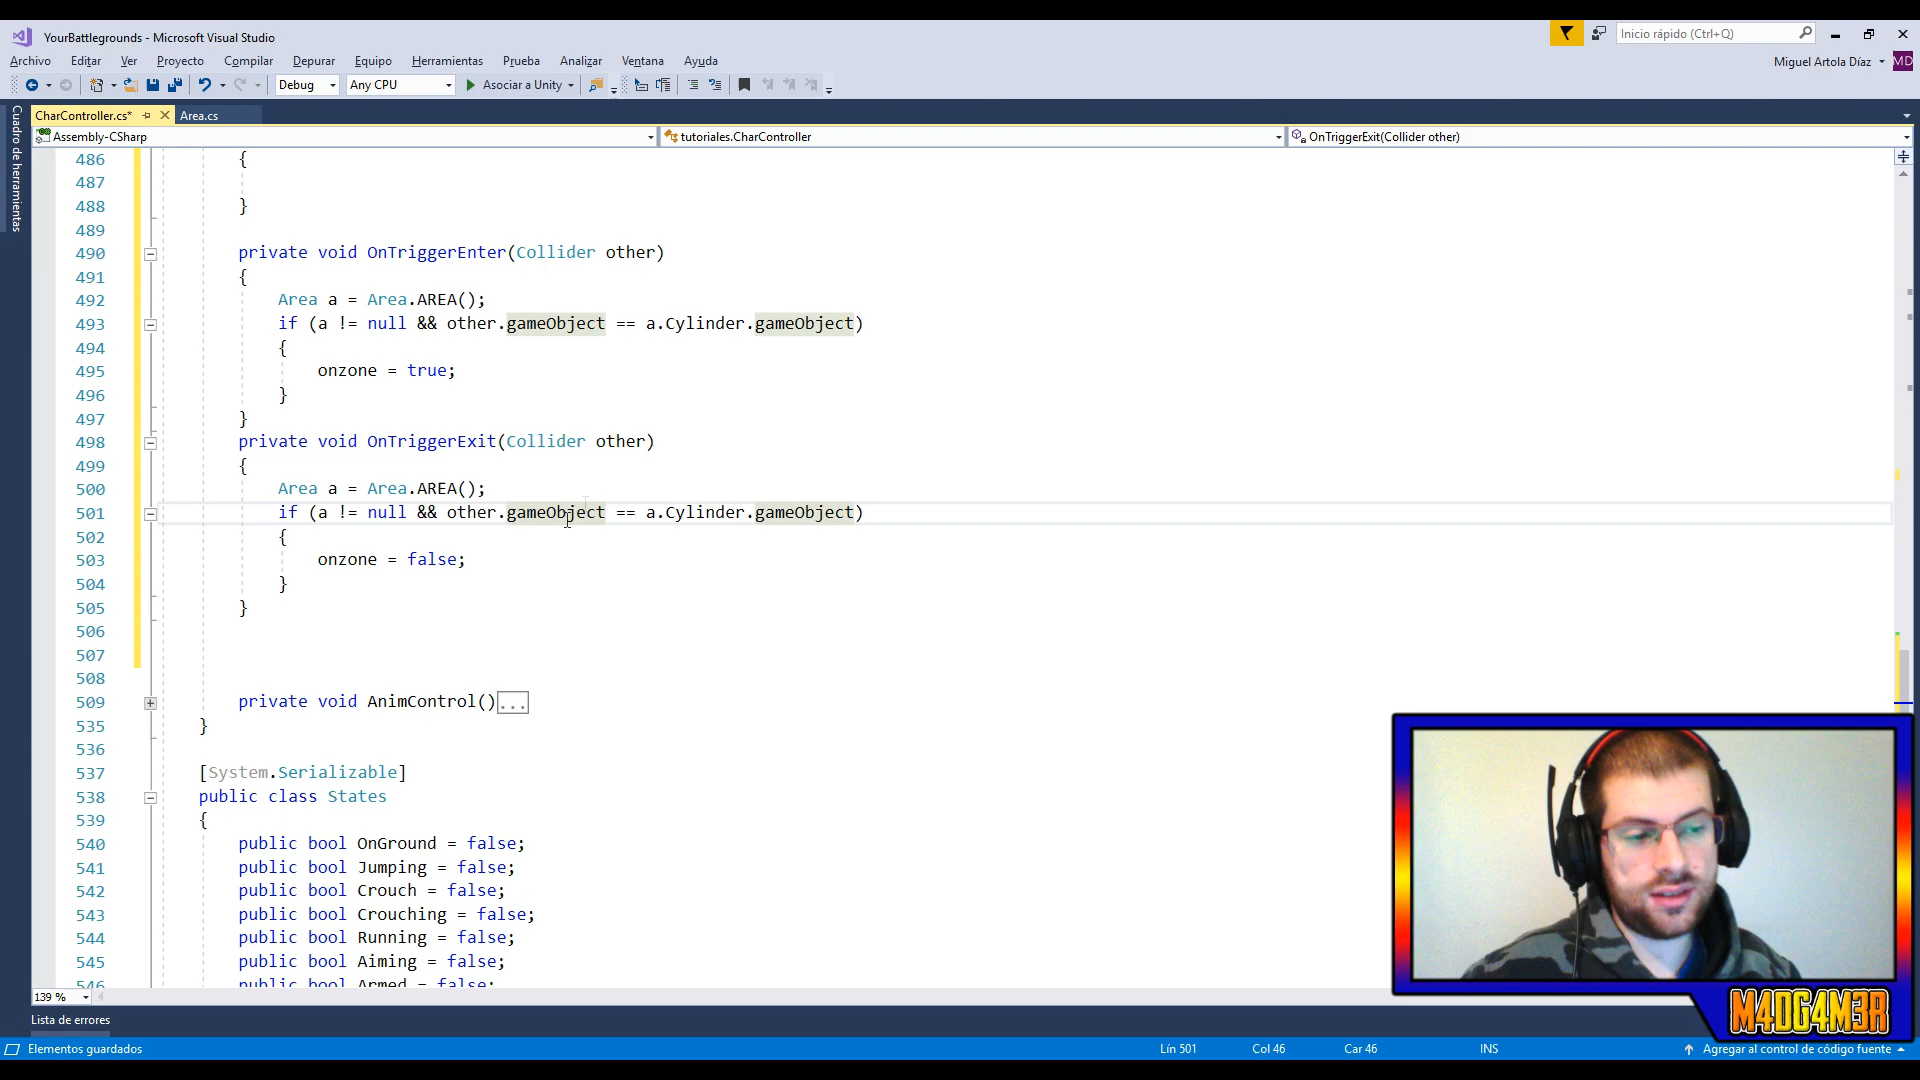 YourBattlegrounds - Microsoft Visual Studio
Inicio rápido (Ctrl+Q)
Archivo Editar Ver Proyecto Compilar Depurar Equipo Herramientas Prueba Analizar Ventana Ayuda
Miguel Artola Díaz MD
Debug Any CPU Asociar a Unity
CharController.cs* Area.cs
Assembly-CSharp tutoriales.CharController OnTriggerExit(Collider other)
Cuadro de herramientas
486 {
487
488 }
489
490 private void OnTriggerEnter(Collider other)
491 {
492 Area a = Area.AREA();
493 if (a != null && other.gameObject == a.Cylinder.gameObject)
494 {
495 onzone = true;
496 }
497 }
498 private void OnTriggerExit(Collider other)
499 {
500 Area a = Area.AREA();
501 if (a != null && other.gameObject == a.Cylinder.gameObject)
502 {
503 onzone = false;
504 }
505 }
506
507
508
509 private void AnimControl()...
535 }
536
537 [System.Serializable]
538 public class States
539 {
540 public bool OnGround = false;
541 public bool Jumping = false;
542 public bool Crouch = false;
543 public bool Crouching = false;
544 public bool Running = false;
545 public bool Aiming = false;
546 public bool Armed = false;
139 %
M4DG4M3R
Lista de errores
Elementos guardados Lín 501 Col 46 Car 46 INS Agregar al control de código fuente